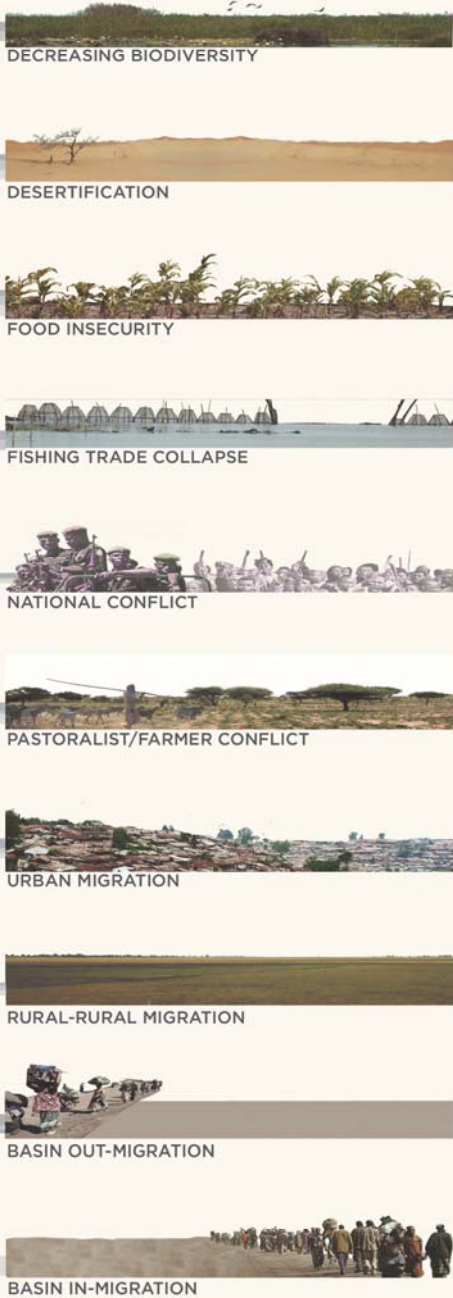 DECREASING BIODIVERSITY
DESERTIFICATION
FOOD INSECURITY
FISHING TRADE COLLAPSE
NATIONAL CONFLICT
PASTORALIST/FARMER CONFLICT
URBAN MIGRATION
RURAL-RURAL MIGRATION
BASIN OUT-MIGRATION
BASIN IN-MIGRATION